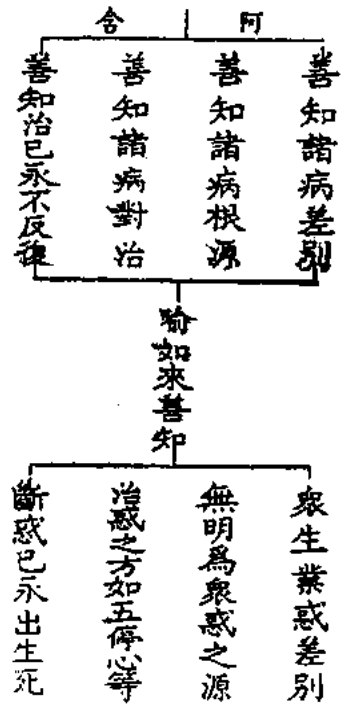 阿含
善知諸病差別
善知諸病根源
善知諸病對治
善知治已永不反復
喻如來善知
眾生業惑差別
無明為眾惑之源
治惑之方如五停心等
斷惑已永出生死